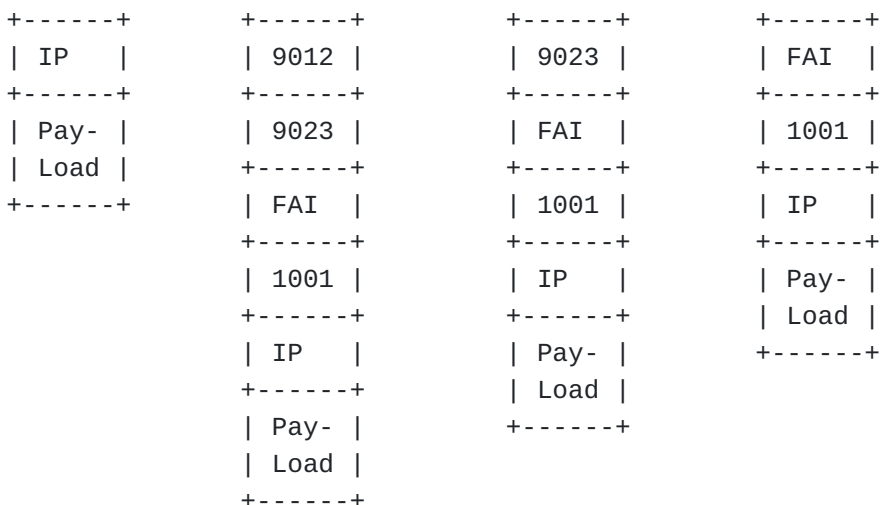 +------+       +------+         +------+        +------+
| IP   |       | 9012 |         | 9023 |        | FAI  |
+------+       +------+         +------+        +------+
| Pay- |       | 9023 |         | FAI  |        | 1001 |
| Load |       +------+         +------+        +------+
+------+       | FAI  |         | 1001 |        | IP   |
               +------+         +------+        +------+
               | 1001 |         | IP   |        | Pay- |
               +------+         +------+        | Load |
               | IP   |         | Pay- |        +------+
               +------+         | Load |
               | Pay- |         +------+
               | Load |
               +------+